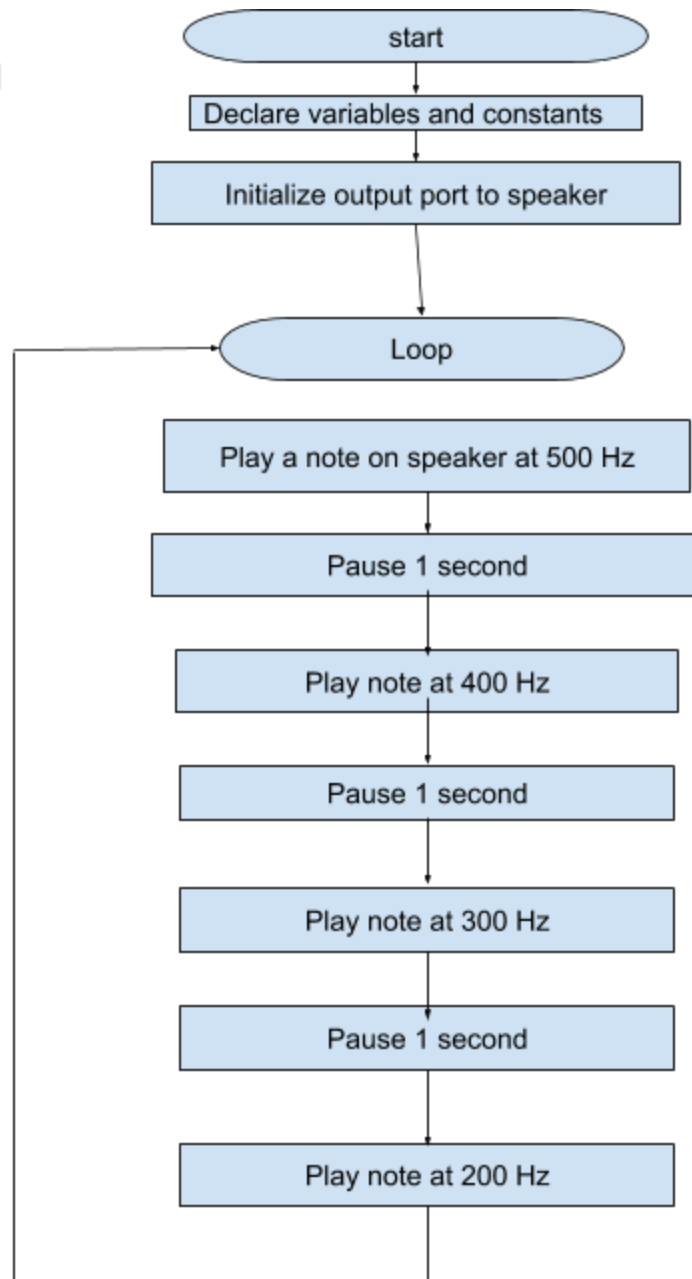 start
Declare variables and constants
Initialize output port to speaker
Loop
Play a note on speaker at 500 Hz
Pause 1 second
Play note at 400 Hz
Pause 1 second
Play note at 300 Hz
Pause 1 second
Play note at 200 Hz